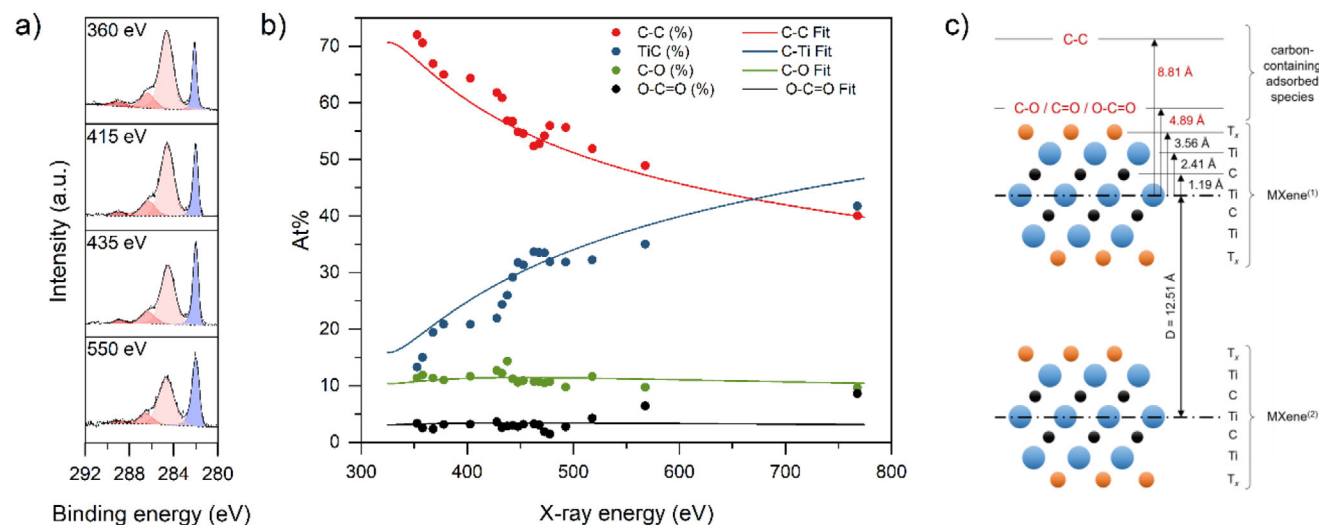 a)
360 eV
415 eV
435 eV
550 eV
292 288 284 280
Binding energy (eV)
Intensity (a.u.)
b)
C-C (%)
TiC (%)
C-O (%)
O-C=O (%)
C-C Fit
C-Ti Fit
C-O Fit
O-C=O Fit
70
60
50
40
30
20
10
0
At%
300 400 500 600 700 800
X-ray energy (eV)
c)
C-C
8.81 Å
C-O / C=O / O-C=O
4.89 Å
carbon-
containing
adsorbed
species
3.56 Å
2.41 Å
1.19 Å
Tx
Ti
C
Ti
C
Ti
Tx
MXene(1)
D = 12.51 Å
Tx
Ti
C
Ti
C
Ti
Tx
MXene(2)